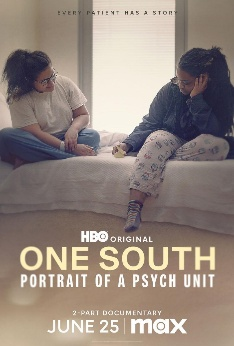 EVERY PATIENT HAS A STORY
HBO ORIGINAL
ONE SOUTH
PORTRAIT OF A PSYCH UNIT
2-PART DOCUMENTARY
JUNE 25 | max